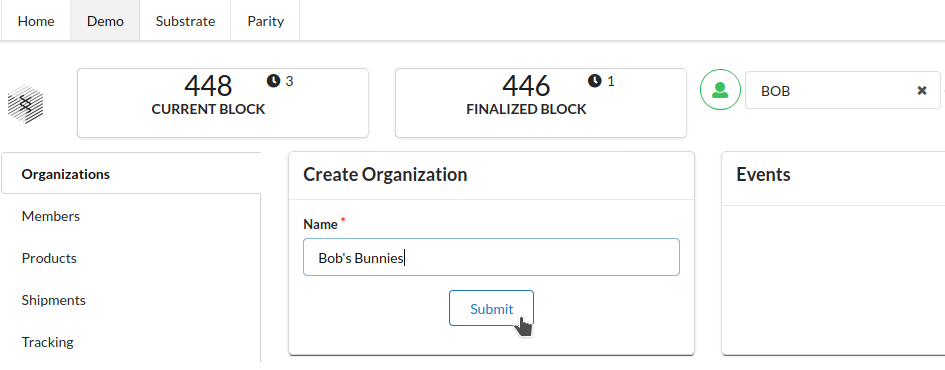 Home Demo Substrate Parity
448 3
CURRENT BLOCK
446 1
FINALIZED BLOCK
BOB
Organizations
Members
Products
Shipments
Tracking
Create Organization
Name *
Bob's Bunnies
Submit
Events